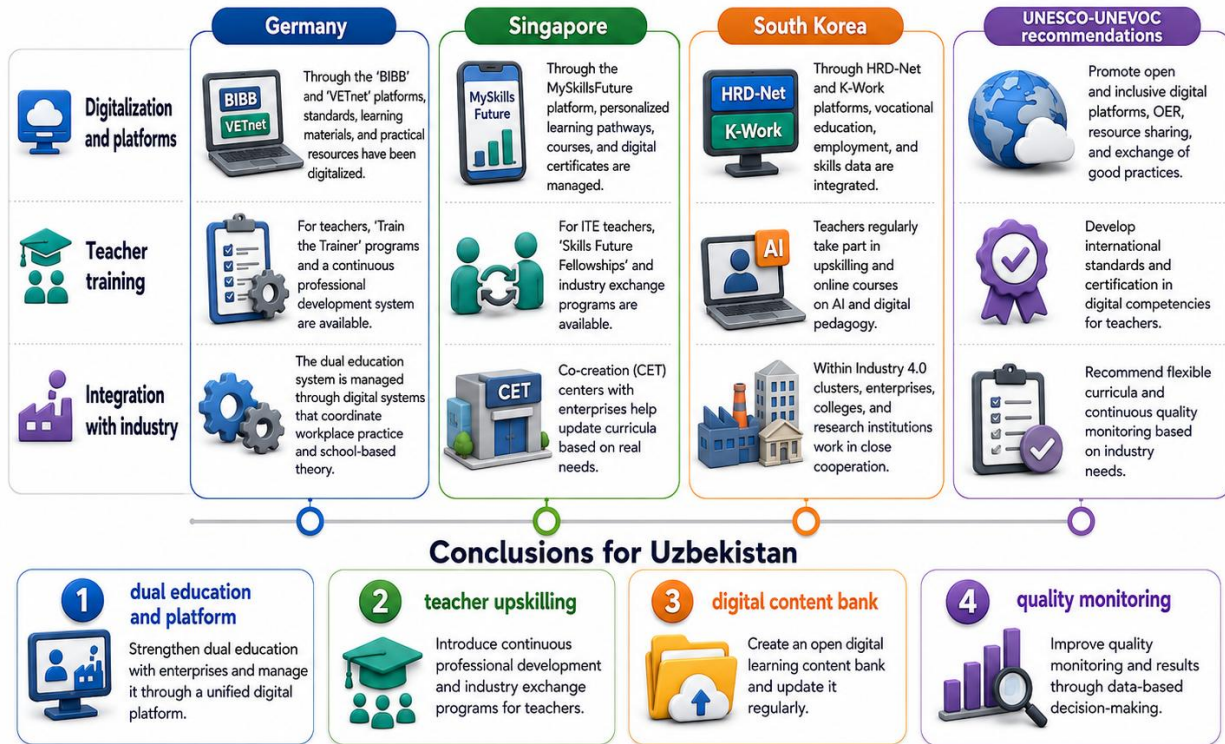 Germany
Singapore
South Korea
UNESCO-UNEVOC
recommendations
Digitalization
and platforms
BIBB
VETnet
Through the 'BIBB'
and 'VETnet' platforms,
standards, learning
materials, and practical
resources have been
digitalized.
MySkills
Future
Through the
MySkillsFuture
platform, personalized
learning pathways,
courses, and digital
certificates are
managed.
HRD-Net
K-Work
Through HRD-Net
and K-Work
platforms, vocational
education,
employment, and
skills data are
integrated.
Promote open
and inclusive digital
platforms, OER,
resource sharing,
and exchange of
good practices.
Teacher
training
For teachers, 'Train
the Trainer' programs
and a continuous
professional
development system
are available.
For ITE teachers,
'Skills Future
Fellowships' and
industry exchange
programs are
available.
AI
Teachers regularly
take part in
upskilling and
online courses
on AI and digital
pedagogy.
Develop
international
standards and
certification in
digital competencies
for teachers.
Integration
with industry
The dual education
system is managed
through digital systems
that coordinate
workplace practice
and school-based
theory.
CET
Co-creation (CET)
centers with
enterprises help
update curricula
based on real
needs.
Within Industry 4.0
clusters, enterprises,
colleges, and
research institutions
work in close
cooperation.
Recommend flexible
curricula and
continuous quality
monitoring based
on industry
needs.
Conclusions for Uzbekistan
1
dual education
and platform
Strengthen dual education
with enterprises and manage
it through a unified digital
platform.
2
teacher upskilling
Introduce continuous
professional development
and industry exchange
programs for teachers.
3
digital content bank
Create an open digital
learning content bank
and update it
regularly.
4
quality monitoring
Improve quality
monitoring and results
through data-based
decision-making.